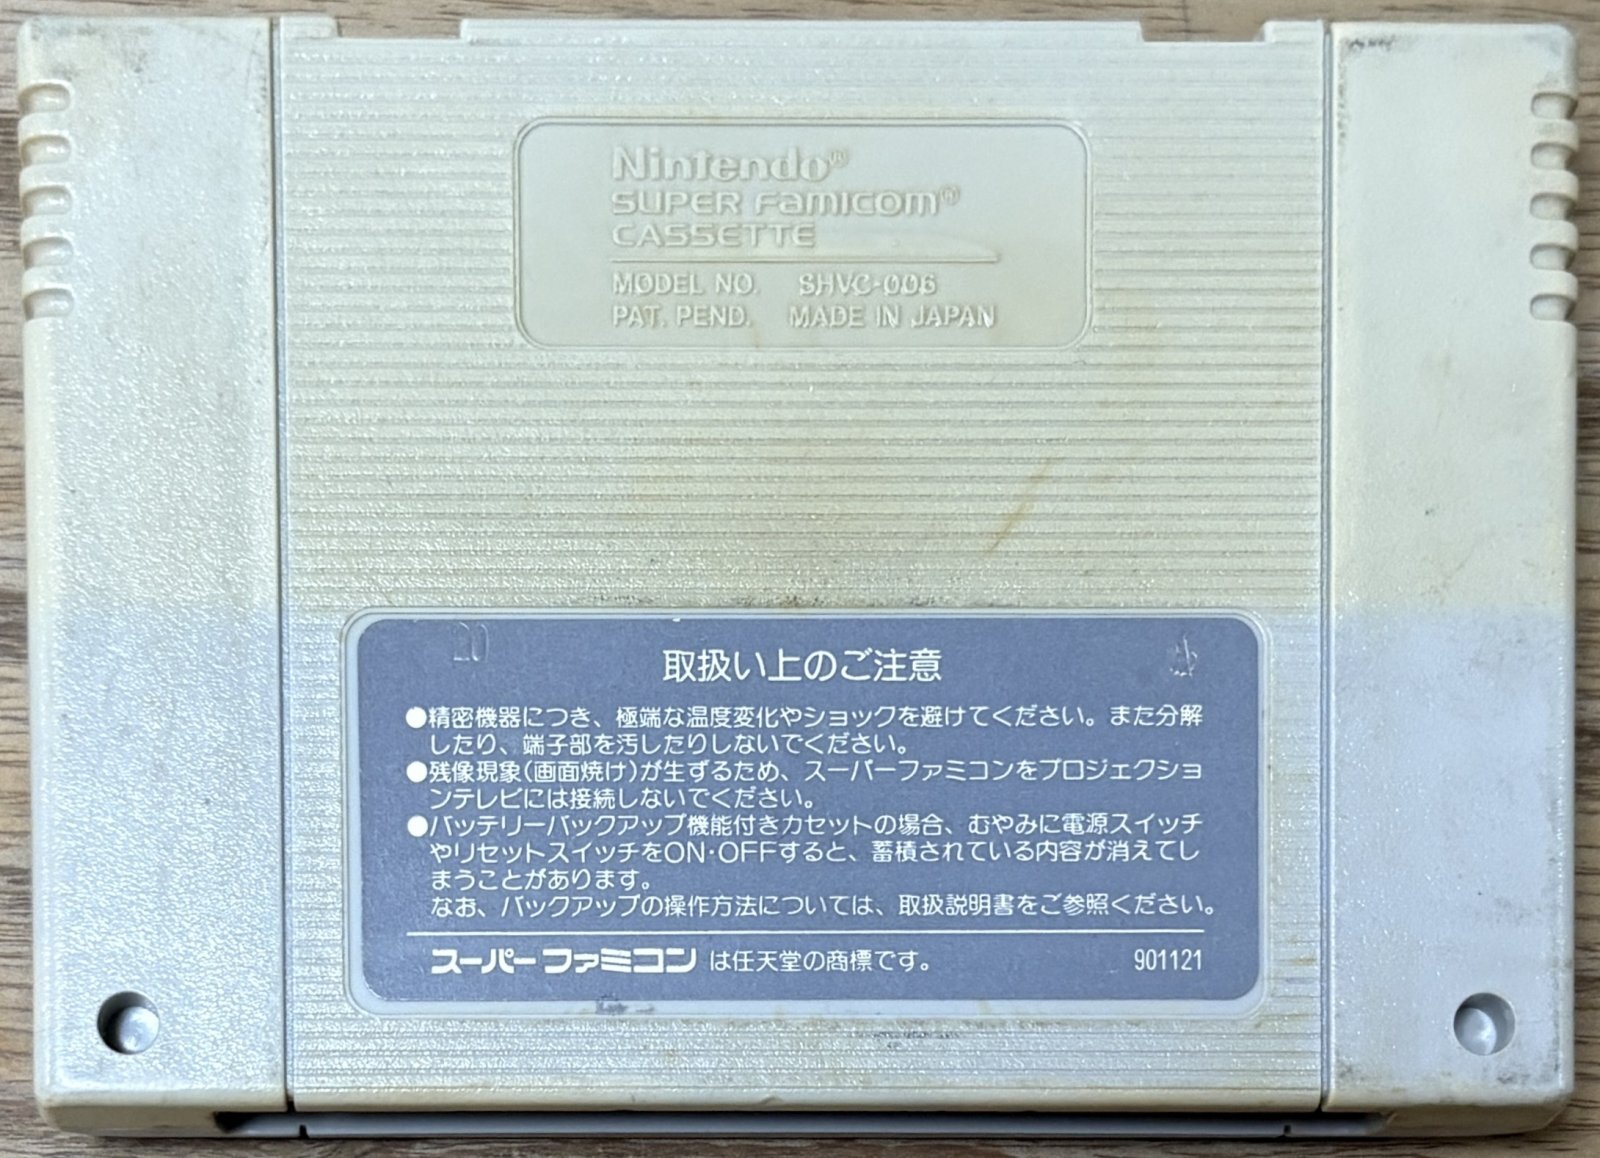 Nintendo®
SUPER FAMICOM®
CASSETTE
MODEL NO. SHVC-006
PAT. PEND. MADE IN JAPAN
20
取扱い上のご注意
●精密機器につき、極端な温度変化やショックを避けてください。また分解
したり、端子部を汚したりしないでください。
●残像現象(画面焼け)が生ずるため、スーパーファミコンをプロジェクショ
ンテレビには接続しないでください。
●バッテリーバックアップ機能付きカセットの場合、むやみに電源スイッチ
やリセットスイッチをON・OFFすると、蓄積されている内容が消えてし
まうことがあります。
なお、バックアップの操作方法については、取扱説明書をご参照ください。
スーパーファミコン は任天堂の商標です。 901121